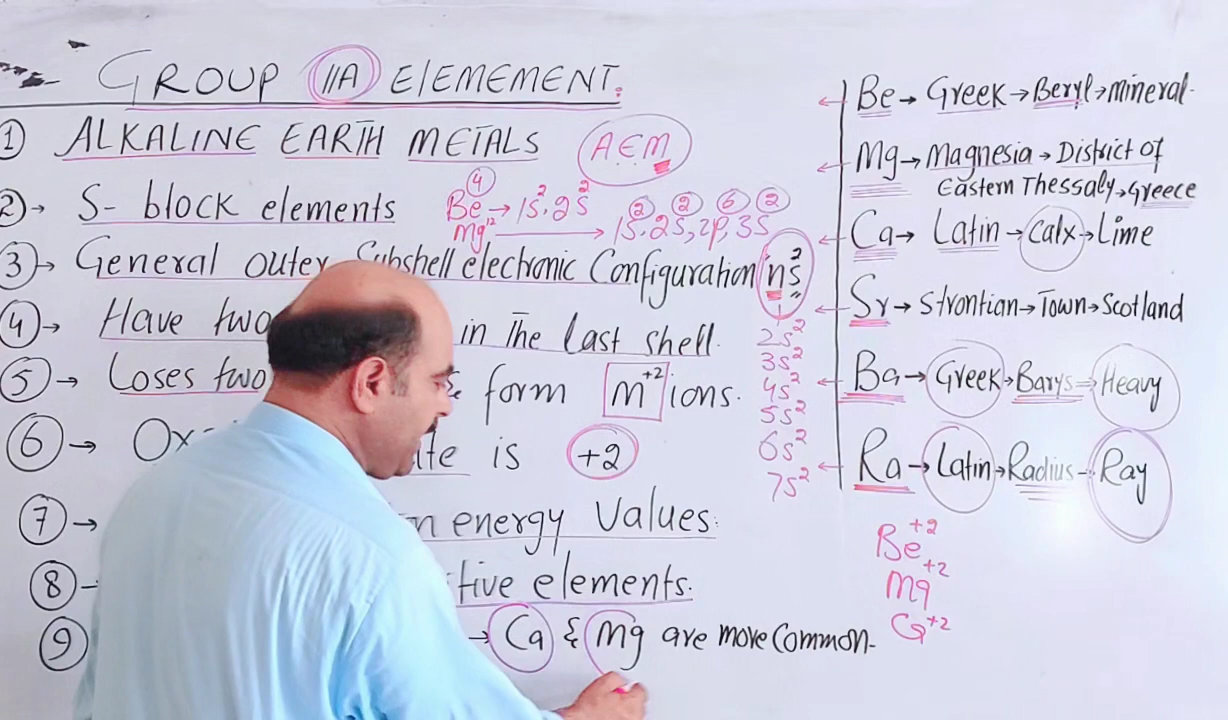 GROUP IIA ElEMEMENT.
① ALKALINE EARTH METALS AEM
② → S- block elements
④
Be → 1s², 2s²
Mg¹² → 1s², 2s², 2p⁶, 3s²
③ → General outer Subshell electronic Configuration ns²
④ → Have two in The last shell.
⑤ → Loses two form M⁺² ions.
⑥ → is +2
⑦ → energy Values.
⑧ elements.
⑨ → Ca & Mg are more common-
2s²
3s²
4s²
5s²
6s²
7s²
Be → Greek → Beryl → mineral-
Mg → Magnesia → District of
Eastern Thessaly → Greece
Ca → Latin → Calx → Lime
Sr → Strontian → Town → Scotland
Ba → Greek → Barys ⇒ Heavy
Ra → Latin → Radius → Ray
Be⁺²
Mg⁺²
Ca⁺²